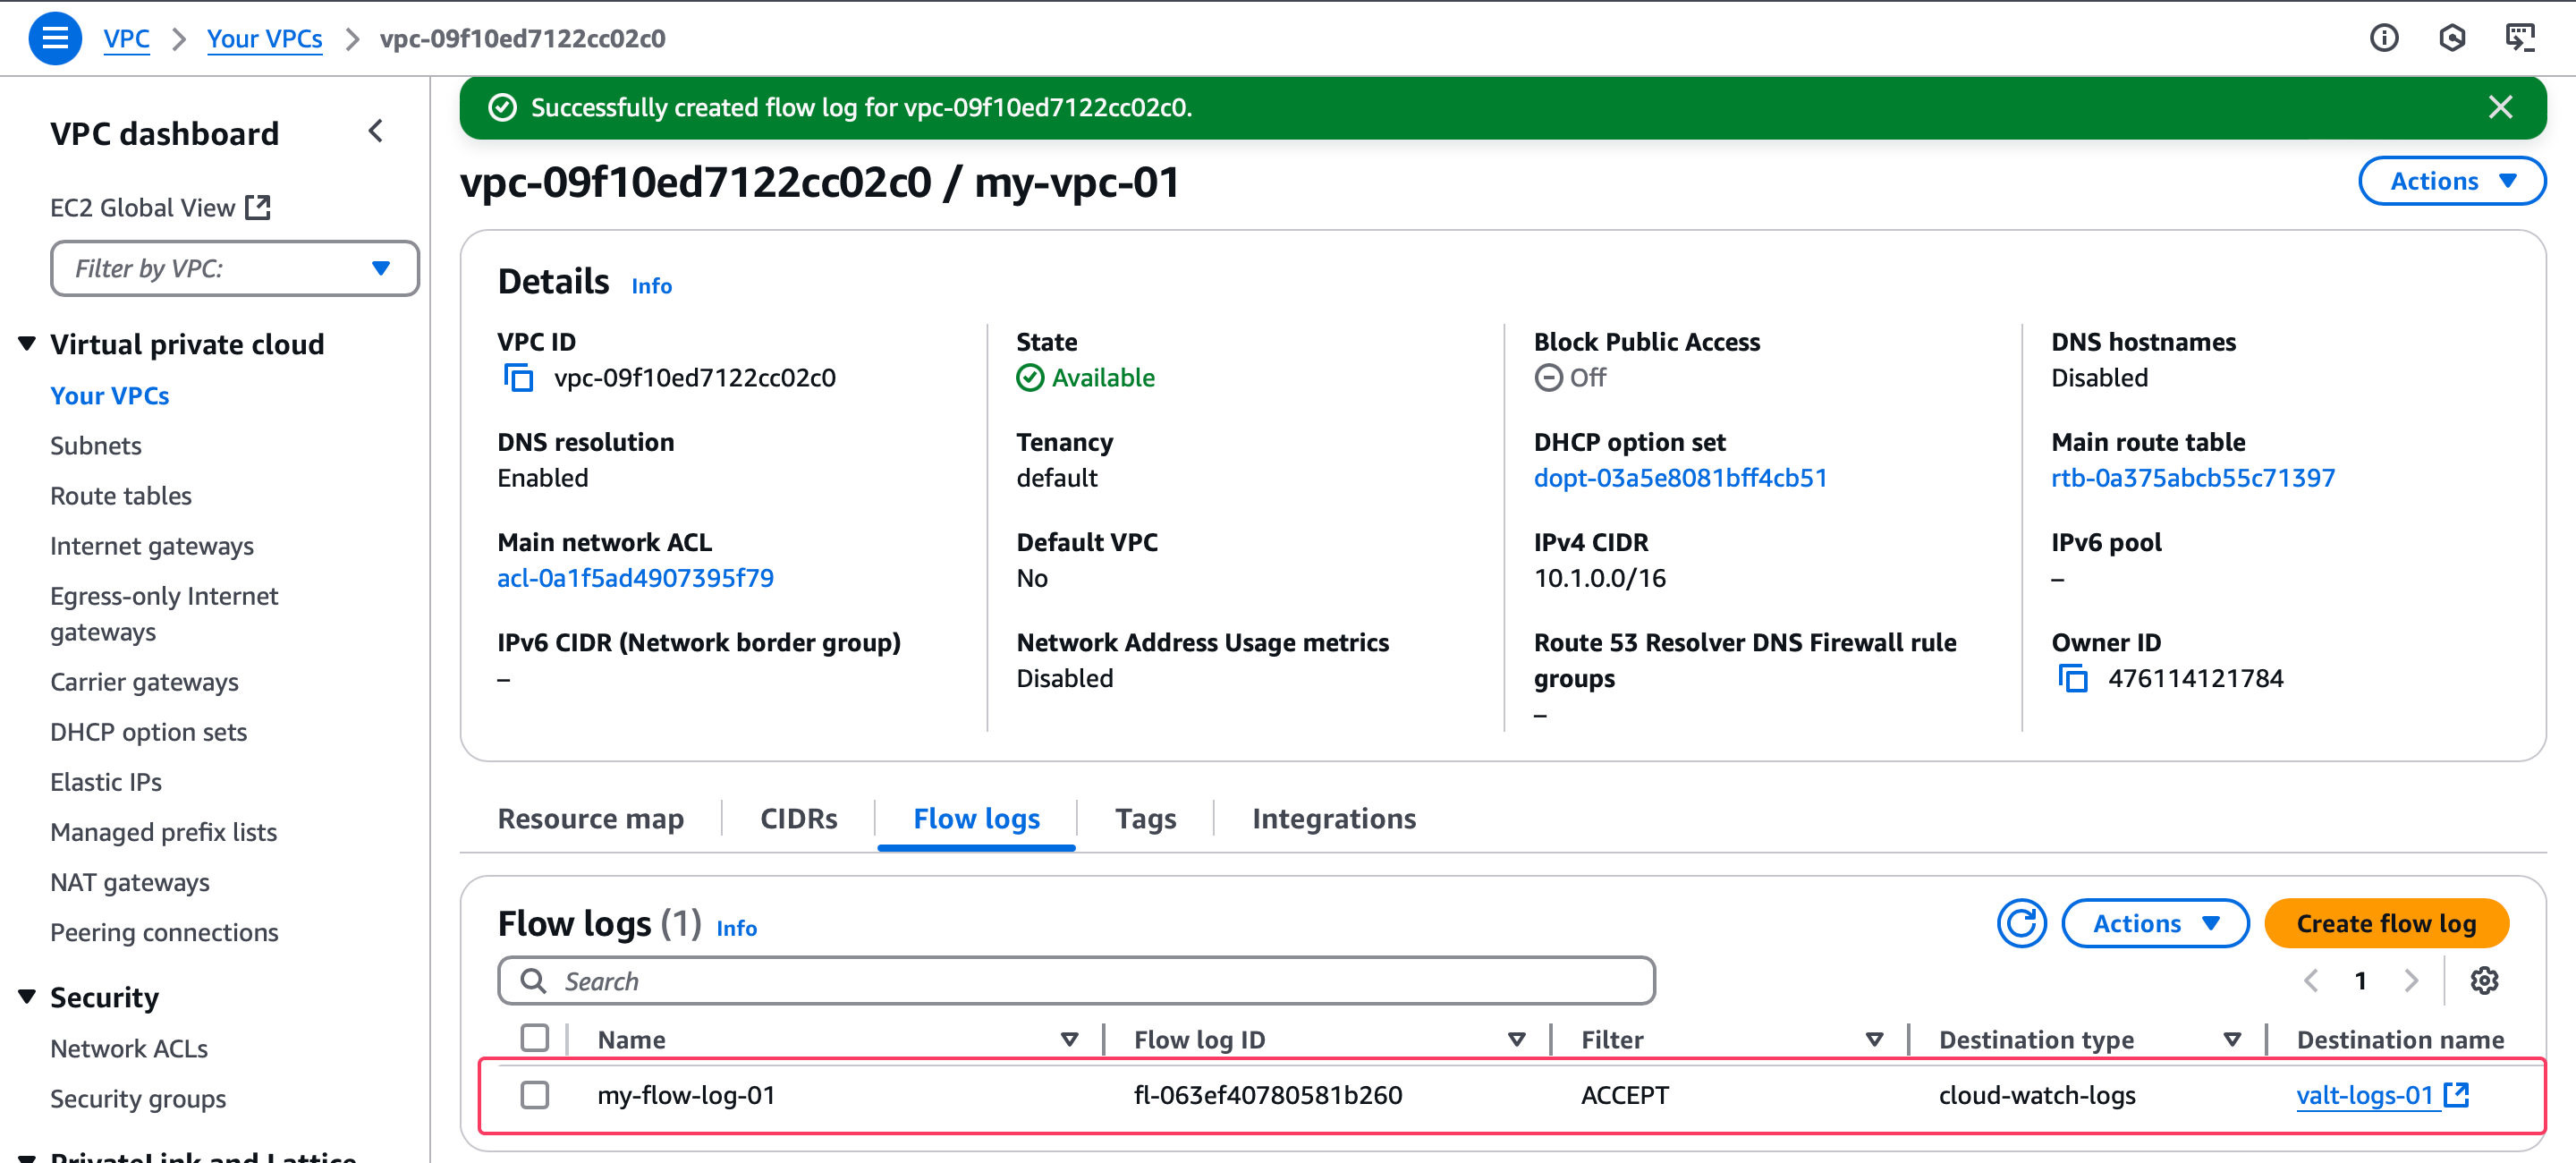 VPC > Your VPCs > vpc-09f10ed7122cc02c0
VPC dashboard
EC2 Global View
Filter by VPC:
Virtual private cloud
Your VPCs
Subnets
Route tables
Internet gateways
Egress-only Internet
gateways
Carrier gateways
DHCP option sets
Elastic IPs
Managed prefix lists
NAT gateways
Peering connections
Security
Network ACLs
Security groups
PrivateLink and Lattice
Successfully created flow log for vpc-09f10ed7122cc02c0.
vpc-09f10ed7122cc02c0 / my-vpc-01
Actions
Details Info
VPC ID
vpc-09f10ed7122cc02c0
State
Available
Block Public Access
Off
DNS hostnames
Disabled
DNS resolution
Enabled
Tenancy
default
DHCP option set
dopt-03a5e8081bff4cb51
Main route table
rtb-0a375abcb55c71397
Main network ACL
acl-0a1f5ad4907395f79
Default VPC
No
IPv4 CIDR
10.1.0.0/16
IPv6 pool
–
IPv6 CIDR (Network border group)
–
Network Address Usage metrics
Disabled
Route 53 Resolver DNS Firewall rule
groups
–
Owner ID
476114121784
Resource map
CIDRs
Flow logs
Tags
Integrations
Flow logs (1) Info
Actions
Create flow log
Search
1
Name Flow log ID Filter Destination type Destination name
my-flow-log-01 fl-063ef40780581b260 ACCEPT cloud-watch-logs valt-logs-01